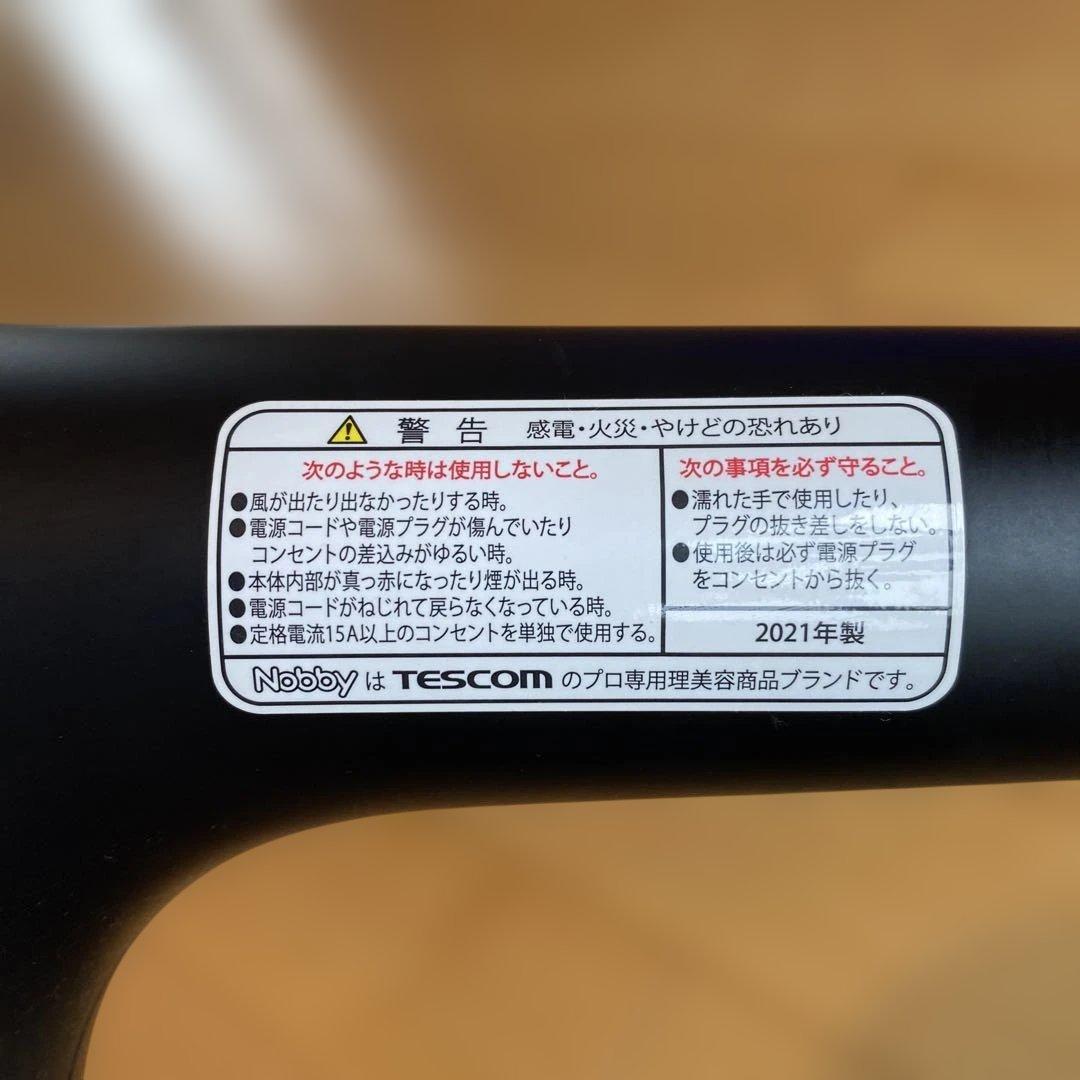 警告 感電・火災・やけどの恐れあり
次のような時は使用しないこと。
●風が出たり出なかったりする時。
●電源コードや電源プラグが傷んでいたり
コンセントの差込みがゆるい時。
●本体内部が真っ赤になったり煙が出る時。
●電源コードがねじれて戻らなくなっている時。
●定格電流15A以上のコンセントを単独で使用する。
次の事項を必ず守ること。
●濡れた手で使用したり、
プラグの抜き差しをしない。
●使用後は必ず電源プラグ
をコンセントから抜く。
2021年製
Nobby は TESCOM のプロ専用理美容商品ブランドです。